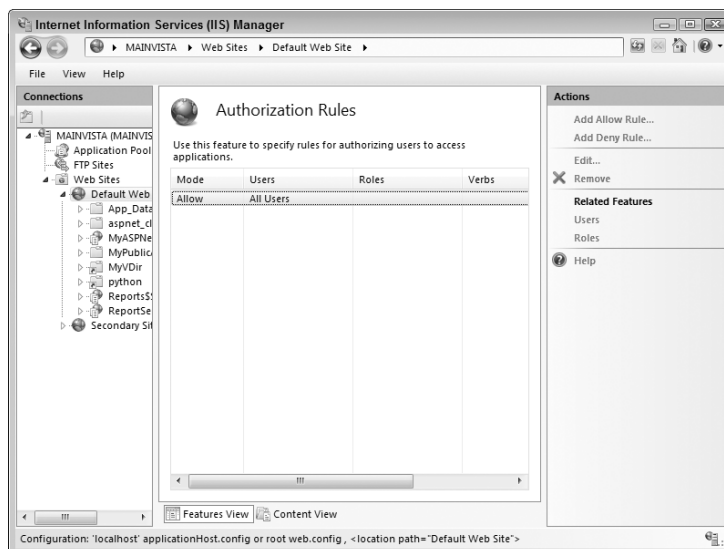 Internet Information Services (IIS) Manager
MAINVISTA Web Sites Default Web Site
File View Help
Connections
MAINVISTA (MAINVIS
Application Pool
FTP Sites
Web Sites
Default Web
App_Data
aspnet_cl
MyASPNe
MyPublic
MyVDir
python
Reports$S
ReportSe
Secondary Sit
Authorization Rules
Use this feature to specify rules for authorizing users to access
applications.
Mode Users Roles Verbs
Allow All Users
Features View Content View
Actions
Add Allow Rule...
Add Deny Rule...
Edit...
Remove
Related Features
Users
Roles
Help
Configuration: 'localhost' applicationHost.config or root web.config, <location path="Default Web Site">